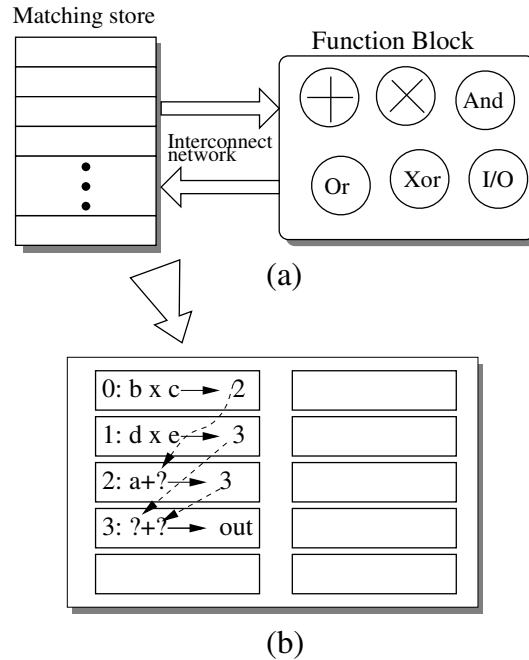 Matching store
Function Block
And
Interconnect
network
Or
Xor
I/O
(a)
0: b x c 2
1: d x e 3
2: a+? 3
3: ?+? out
(b)